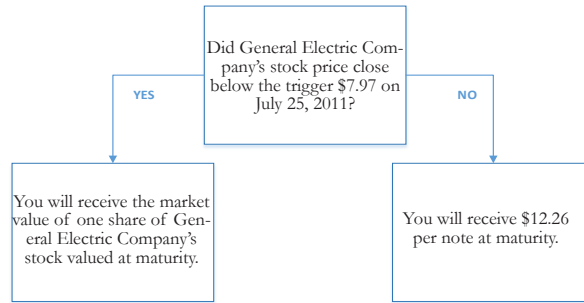 Did General Electric Com-
pany's stock price close
below the trigger $7.97 on
July 25, 2011?
YES
NO
You will receive the market
value of one share of Gen-
eral Electric Company's
stock valued at maturity.
You will receive $12.26
per note at maturity.